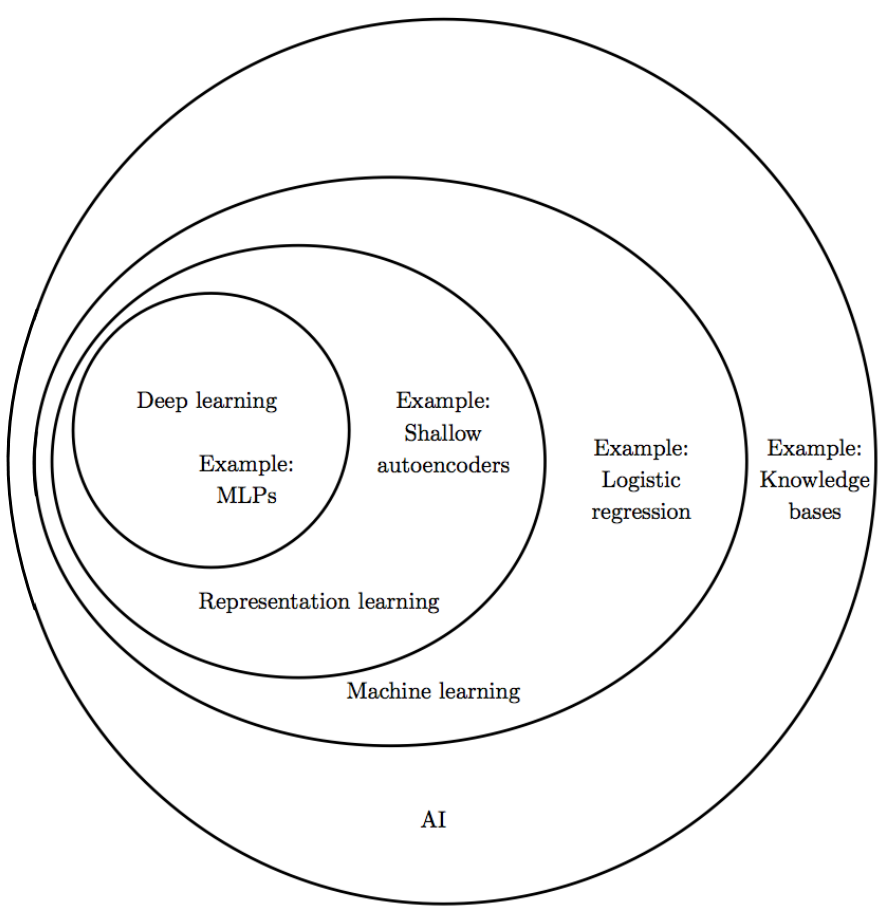 Deep learning
Example:
MLPs
Example:
Shallow
autoencoders
Example:
Logistic
regression
Example:
Knowledge
bases
Representation learning
Machine learning
AI